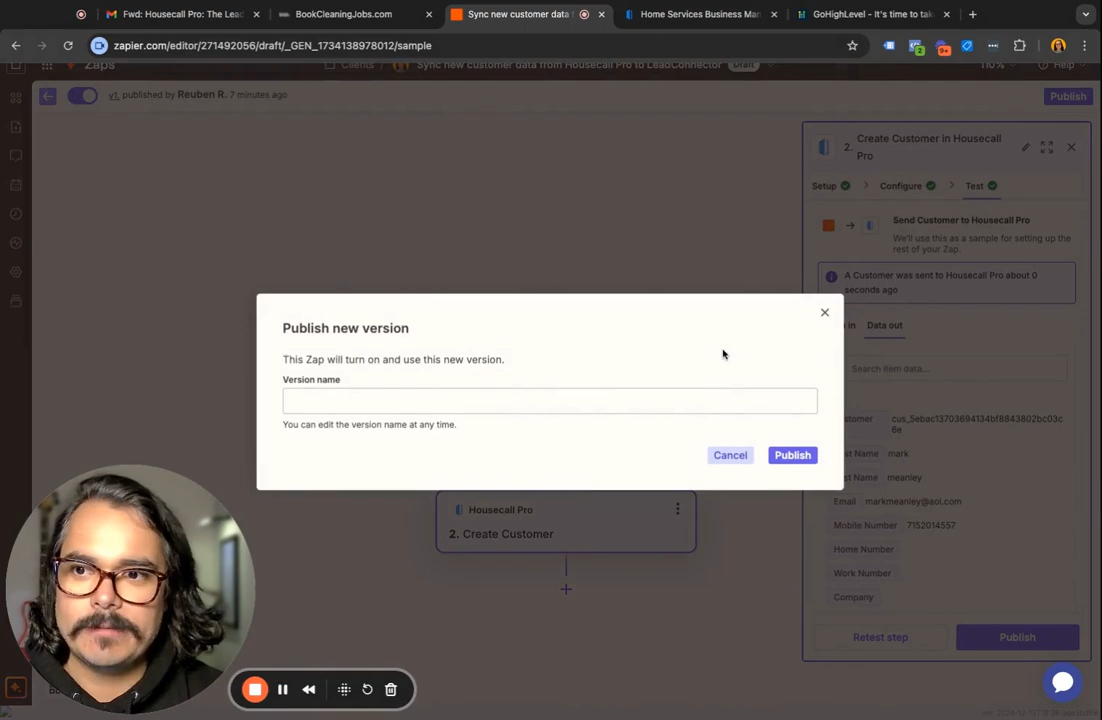 Fwd: Housecall Pro: The Lead
BookCleaningJobs.com
Sync new customer data f
Home Services Business Man
GoHighLevel - It's time to tak
zapier.com/editor/271492056/draft/_GEN_1734138978012/sample
2
9+
Zaps
Clients
Sync new customer data from Housecall Pro to LeadConnector
Draft
110%
Help
v1. published by Reuben R. 7 minutes ago
Publish
2. Create Customer in Housecall
Pro
Setup
Configure
Test
Send Customer to Housecall Pro
We'll use this as a sample for setting up the
rest of your Zap.
A Customer was sent to Housecall Pro about 0
seconds ago
in
Data out
Search item data...
cus_5ebac13703694134bf8843802bc03c
6e
mark
meanley
Email
markmeanley@aol.com
Mobile Number
7152014557
Home Number
Work Number
Company
Retest step
Publish
Publish new version
This Zap will turn on and use this new version.
Version name
You can edit the version name at any time.
Cancel
Publish
Housecall Pro
2. Create Customer